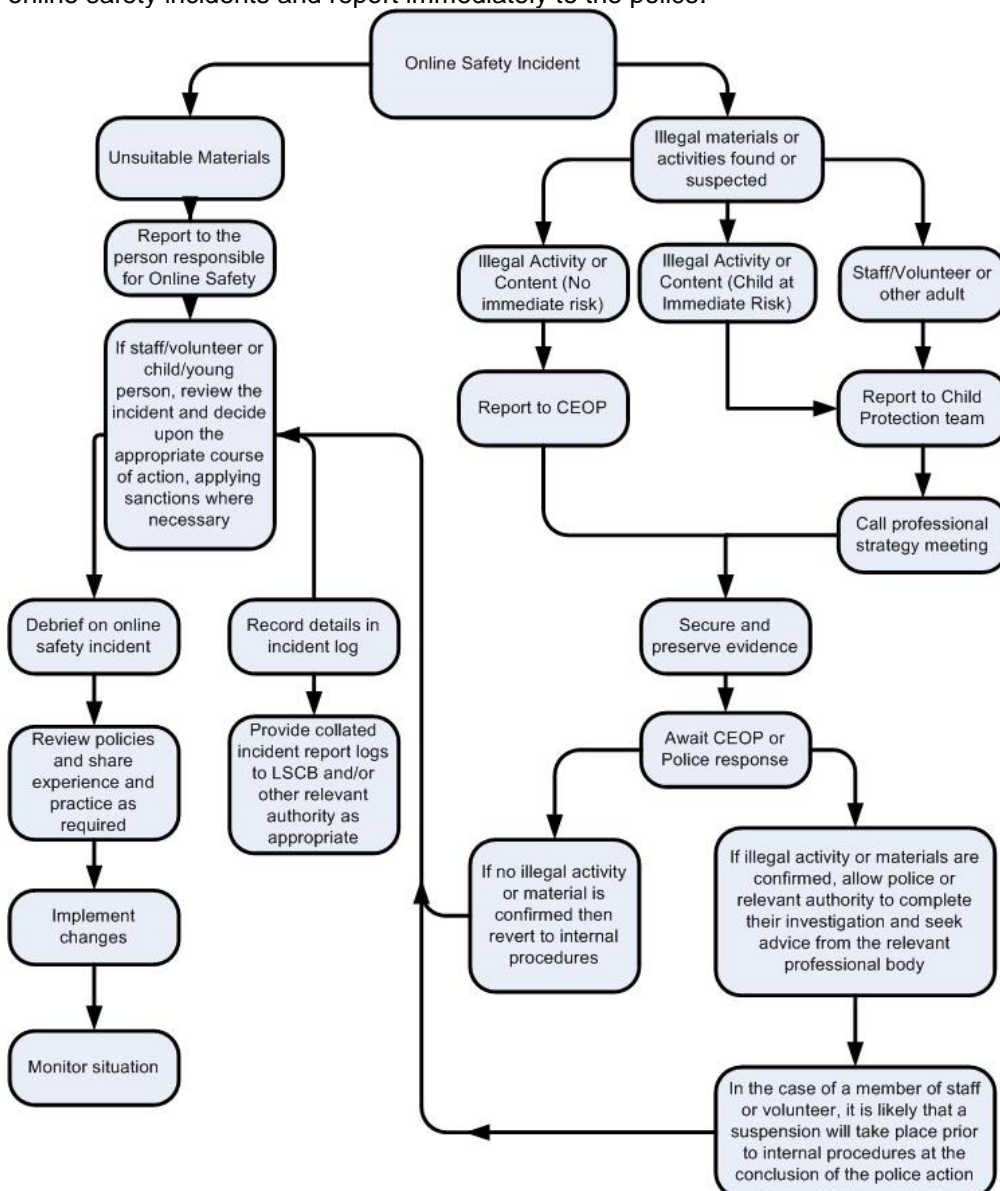 online safety incidents and report immediately to the police.
Online Safety Incident
Unsuitable Materials
Report to the
person responsible
for Online Safety
If staff/volunteer or
child/young
person, review the
incident and decide
upon the
appropriate course
of action, applying
sanctions where
necessary
Debrief on online
safety incident
Review policies
and share
experience and
practice as
required
Implement
changes
Monitor situation
Record details in
incident log
Provide collated
incident report logs
to LSCB and/or
other relevant
authority as
appropriate
Illegal materials or
activities found or
suspected
Illegal Activity or
Content (No
immediate risk)
Illegal Activity or
Content (Child at
Immediate Risk)
Staff/Volunteer or
other adult
Report to CEOP
Report to Child
Protection team
Call professional
strategy meeting
Secure and
preserve evidence
Await CEOP or
Police response
If no illegal activity
or material is
confirmed then
revert to internal
procedures
If illegal activity or materials are
confirmed, allow police or
relevant authority to complete
their investigation and seek
advice from the relevant
professional body
In the case of a member of staff
or volunteer, it is likely that a
suspension will take place prior
to internal procedures at the
conclusion of the police action